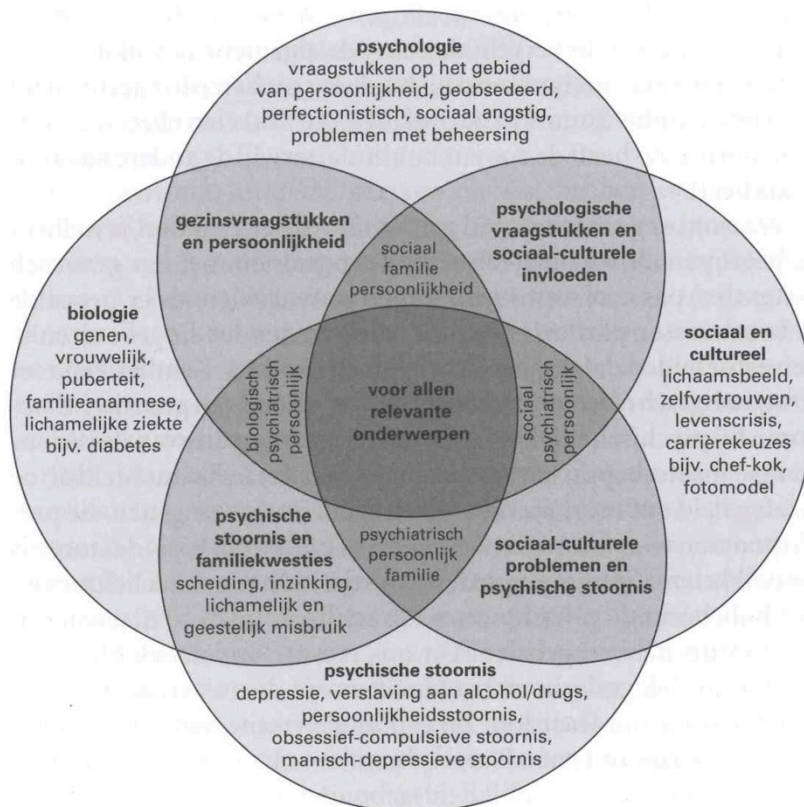 psychologie
vraagstukken op het gebied
van persoonlijkheid, geobsedeerd,
perfectionistisch, sociaal angstig,
problemen met beheersing
gezinsvraagstukken
en persoonlijkheid
sociaal
familie
persoonlijkheid
psychologische
vraagstukken en
sociaal-culturele
invloeden
biologie
genen,
vrouwelijk,
puberteit,
familieanamnese,
lichamelijke ziekte
bijv. diabetes
biologisch
psychiatrisch
persoonlijk
voor allen
relevante
onderwerpen
sociaal
psychiatrisch
persoonlijk
sociaal en
cultureel
lichaamsbeeld,
zelfvertrouwen,
levenscrisis,
carrièrekeuzes
bijv. chef-kok,
fotomodel
psychische
stoornis en
familiekwesties
scheiding, inzinking,
lichamelijk en
geestelijk misbruik
psychiatrisch
persoonlijk
familie
sociaal-culturele
problemen en
psychische stoornis
psychische stoornis
depressie, verslaving aan alcohol/drugs,
persoonlijkheidsstoornis,
obsessief-compulsieve stoornis,
manisch-depressieve stoornis